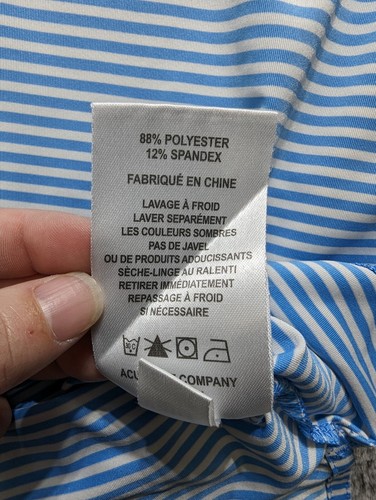 88% POLYESTER
12% SPANDEX
FABRIQUÉ EN CHINE
LAVAGE À FROID
LAVER SEPARÉMENT
LES COULEURS SOMBRES
PAS DE JAVEL
OU DE PRODUITS ADOUCISSANTS
SÈCHE-LINGE AU RALENTI
RETIRER IMMÉDIATEMENT
REPASSAGE À FROID
SI NÉCESSAIRE
COMPANY